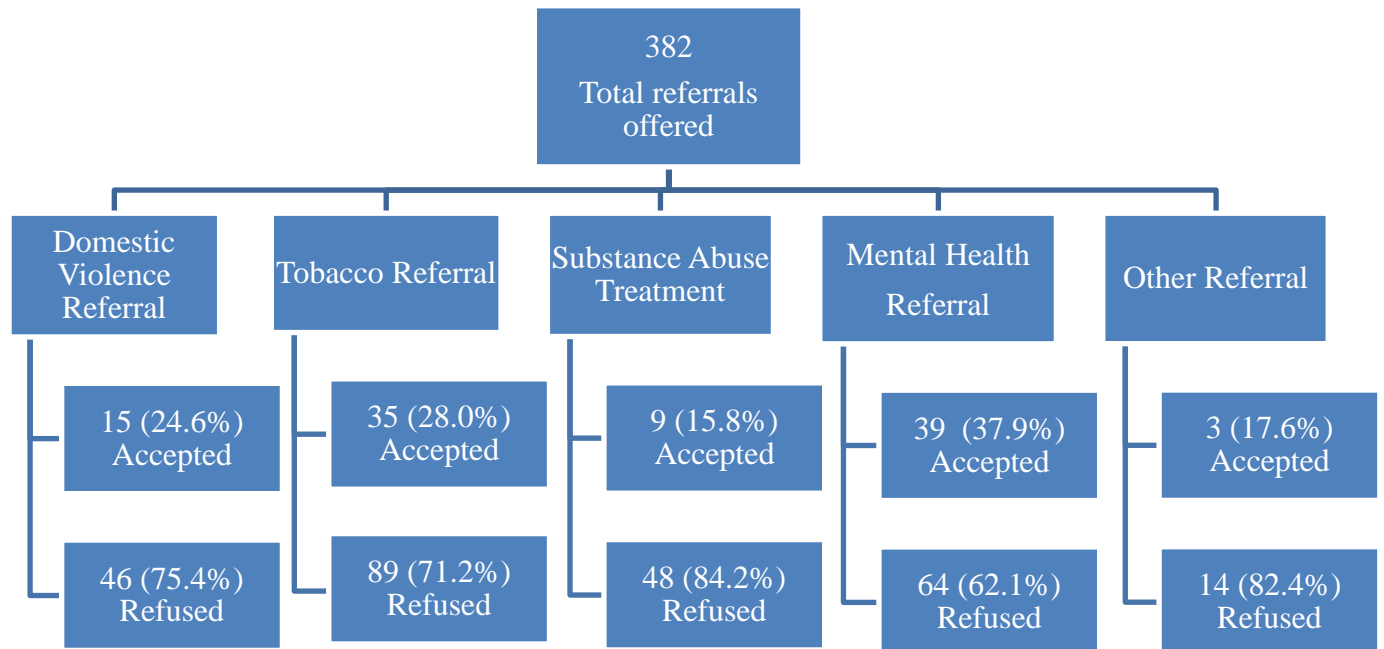 382
Total referrals
offered
Domestic
Violence
Referral
Tobacco Referral
Substance Abuse
Treatment
Mental Health
Referral
Other Referral
15 (24.6%)
Accepted
35 (28.0%)
Accepted
9 (15.8%)
Accepted
39 (37.9%)
Accepted
3 (17.6%)
Accepted
46 (75.4%)
Refused
89 (71.2%)
Refused
48 (84.2%)
Refused
64 (62.1%)
Refused
14 (82.4%)
Refused